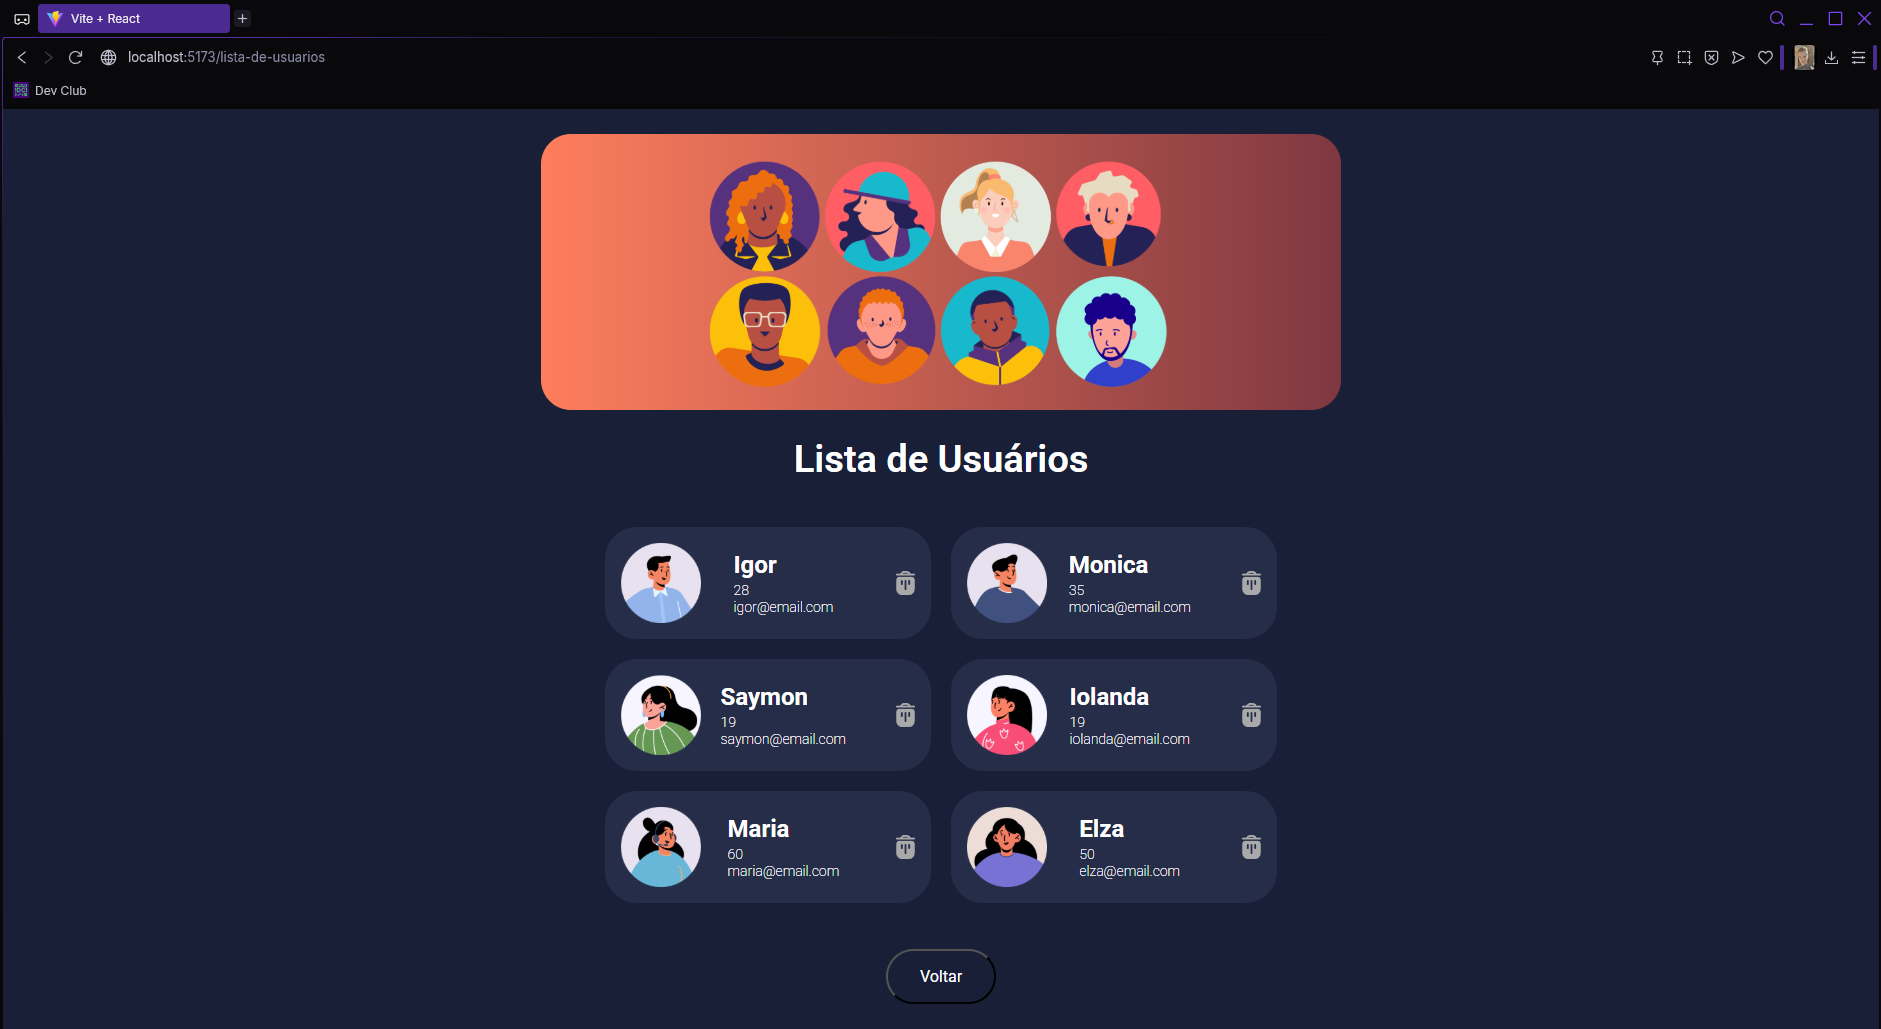 Vite + React
localhost:5173/lista-de-usuarios
Dev Club
Lista de Usuários
Igor
28
igor@email.com
Monica
35
monica@email.com
Saymon
19
saymon@email.com
Iolanda
19
iolanda@email.com
Maria
60
maria@email.com
Elza
50
elza@email.com
Voltar